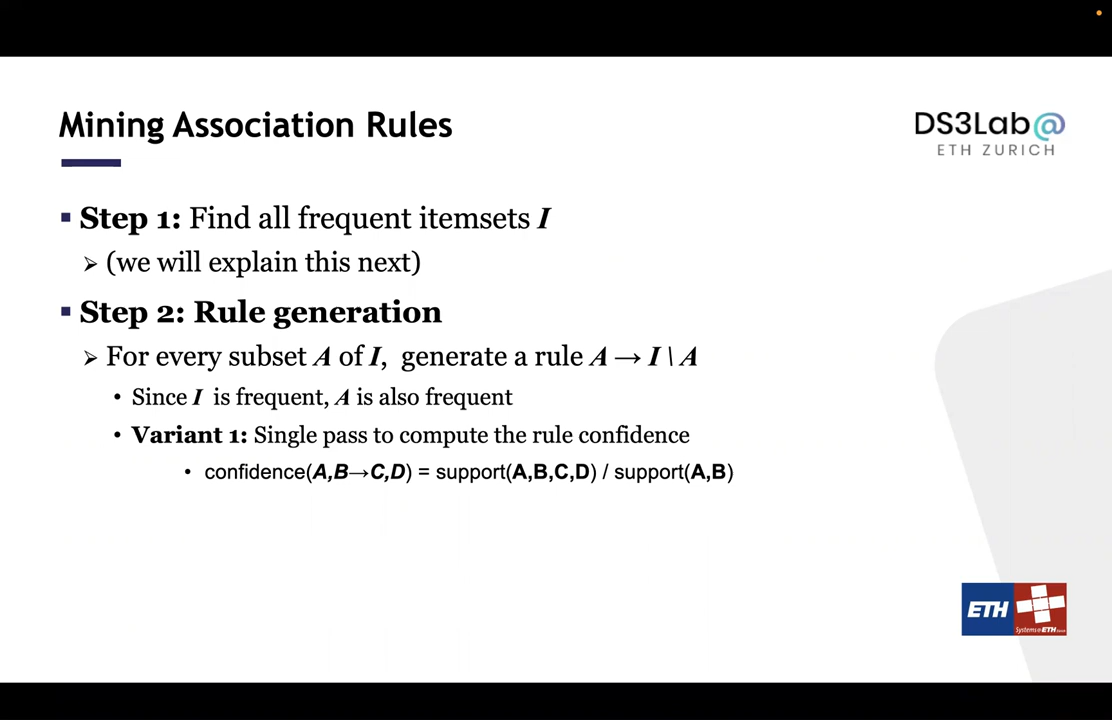 Mining Association Rules
DS3Lab@
ETH ZURICH
▪ Step 1: Find all frequent itemsets I
➢ (we will explain this next)
▪ Step 2: Rule generation
➢ For every subset A of I, generate a rule A → I \ A
• Since I is frequent, A is also frequent
• Variant 1: Single pass to compute the rule confidence
• confidence(A,B→C,D) = support(A,B,C,D) / support(A,B)
ETH
Systems@ETH